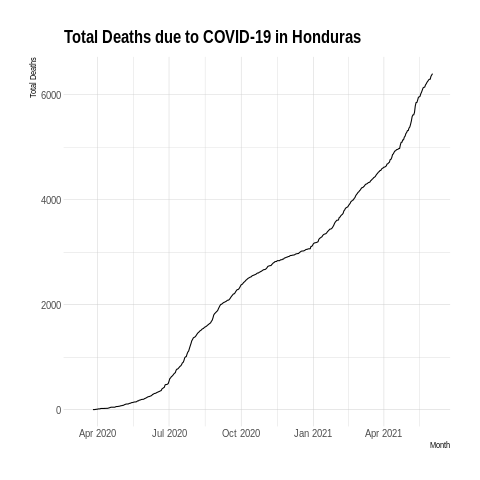 Total Deaths due to COVID-19 in Honduras
Total Deaths
6000
4000
2000
0
Apr 2020
Jul 2020
Oct 2020
Jan 2021
Apr 2021
Month